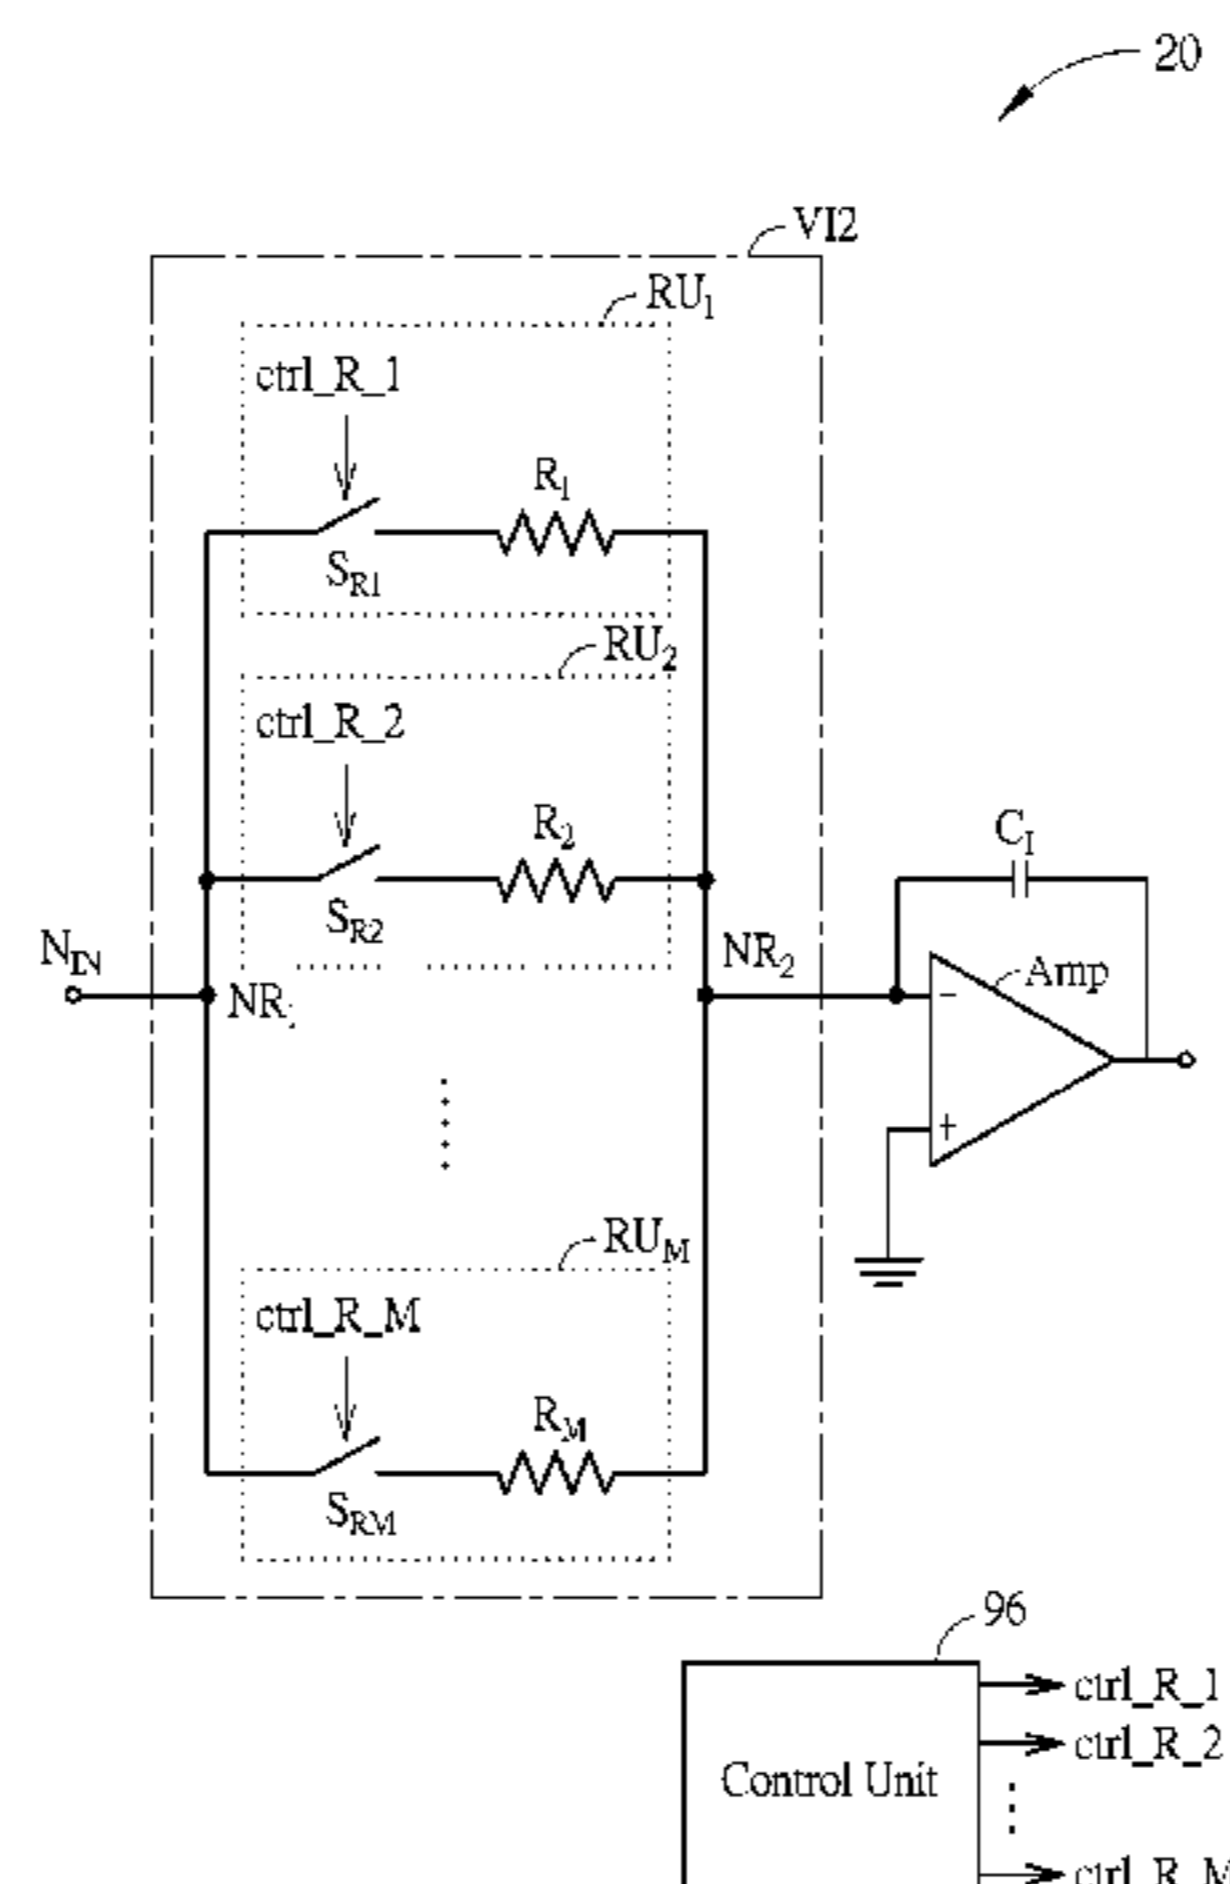 20
VI2
RU1
ctrl_R_1
R1
SR1
RU2
ctrl_R_2
R2
SR2
CI
NIN
NR
NR2
Amp
−
+
RUM
ctrl_R_M
RM
SRM
96
ctrl_R_1
Control Unit
ctrl_R_2
ctrl_R_M